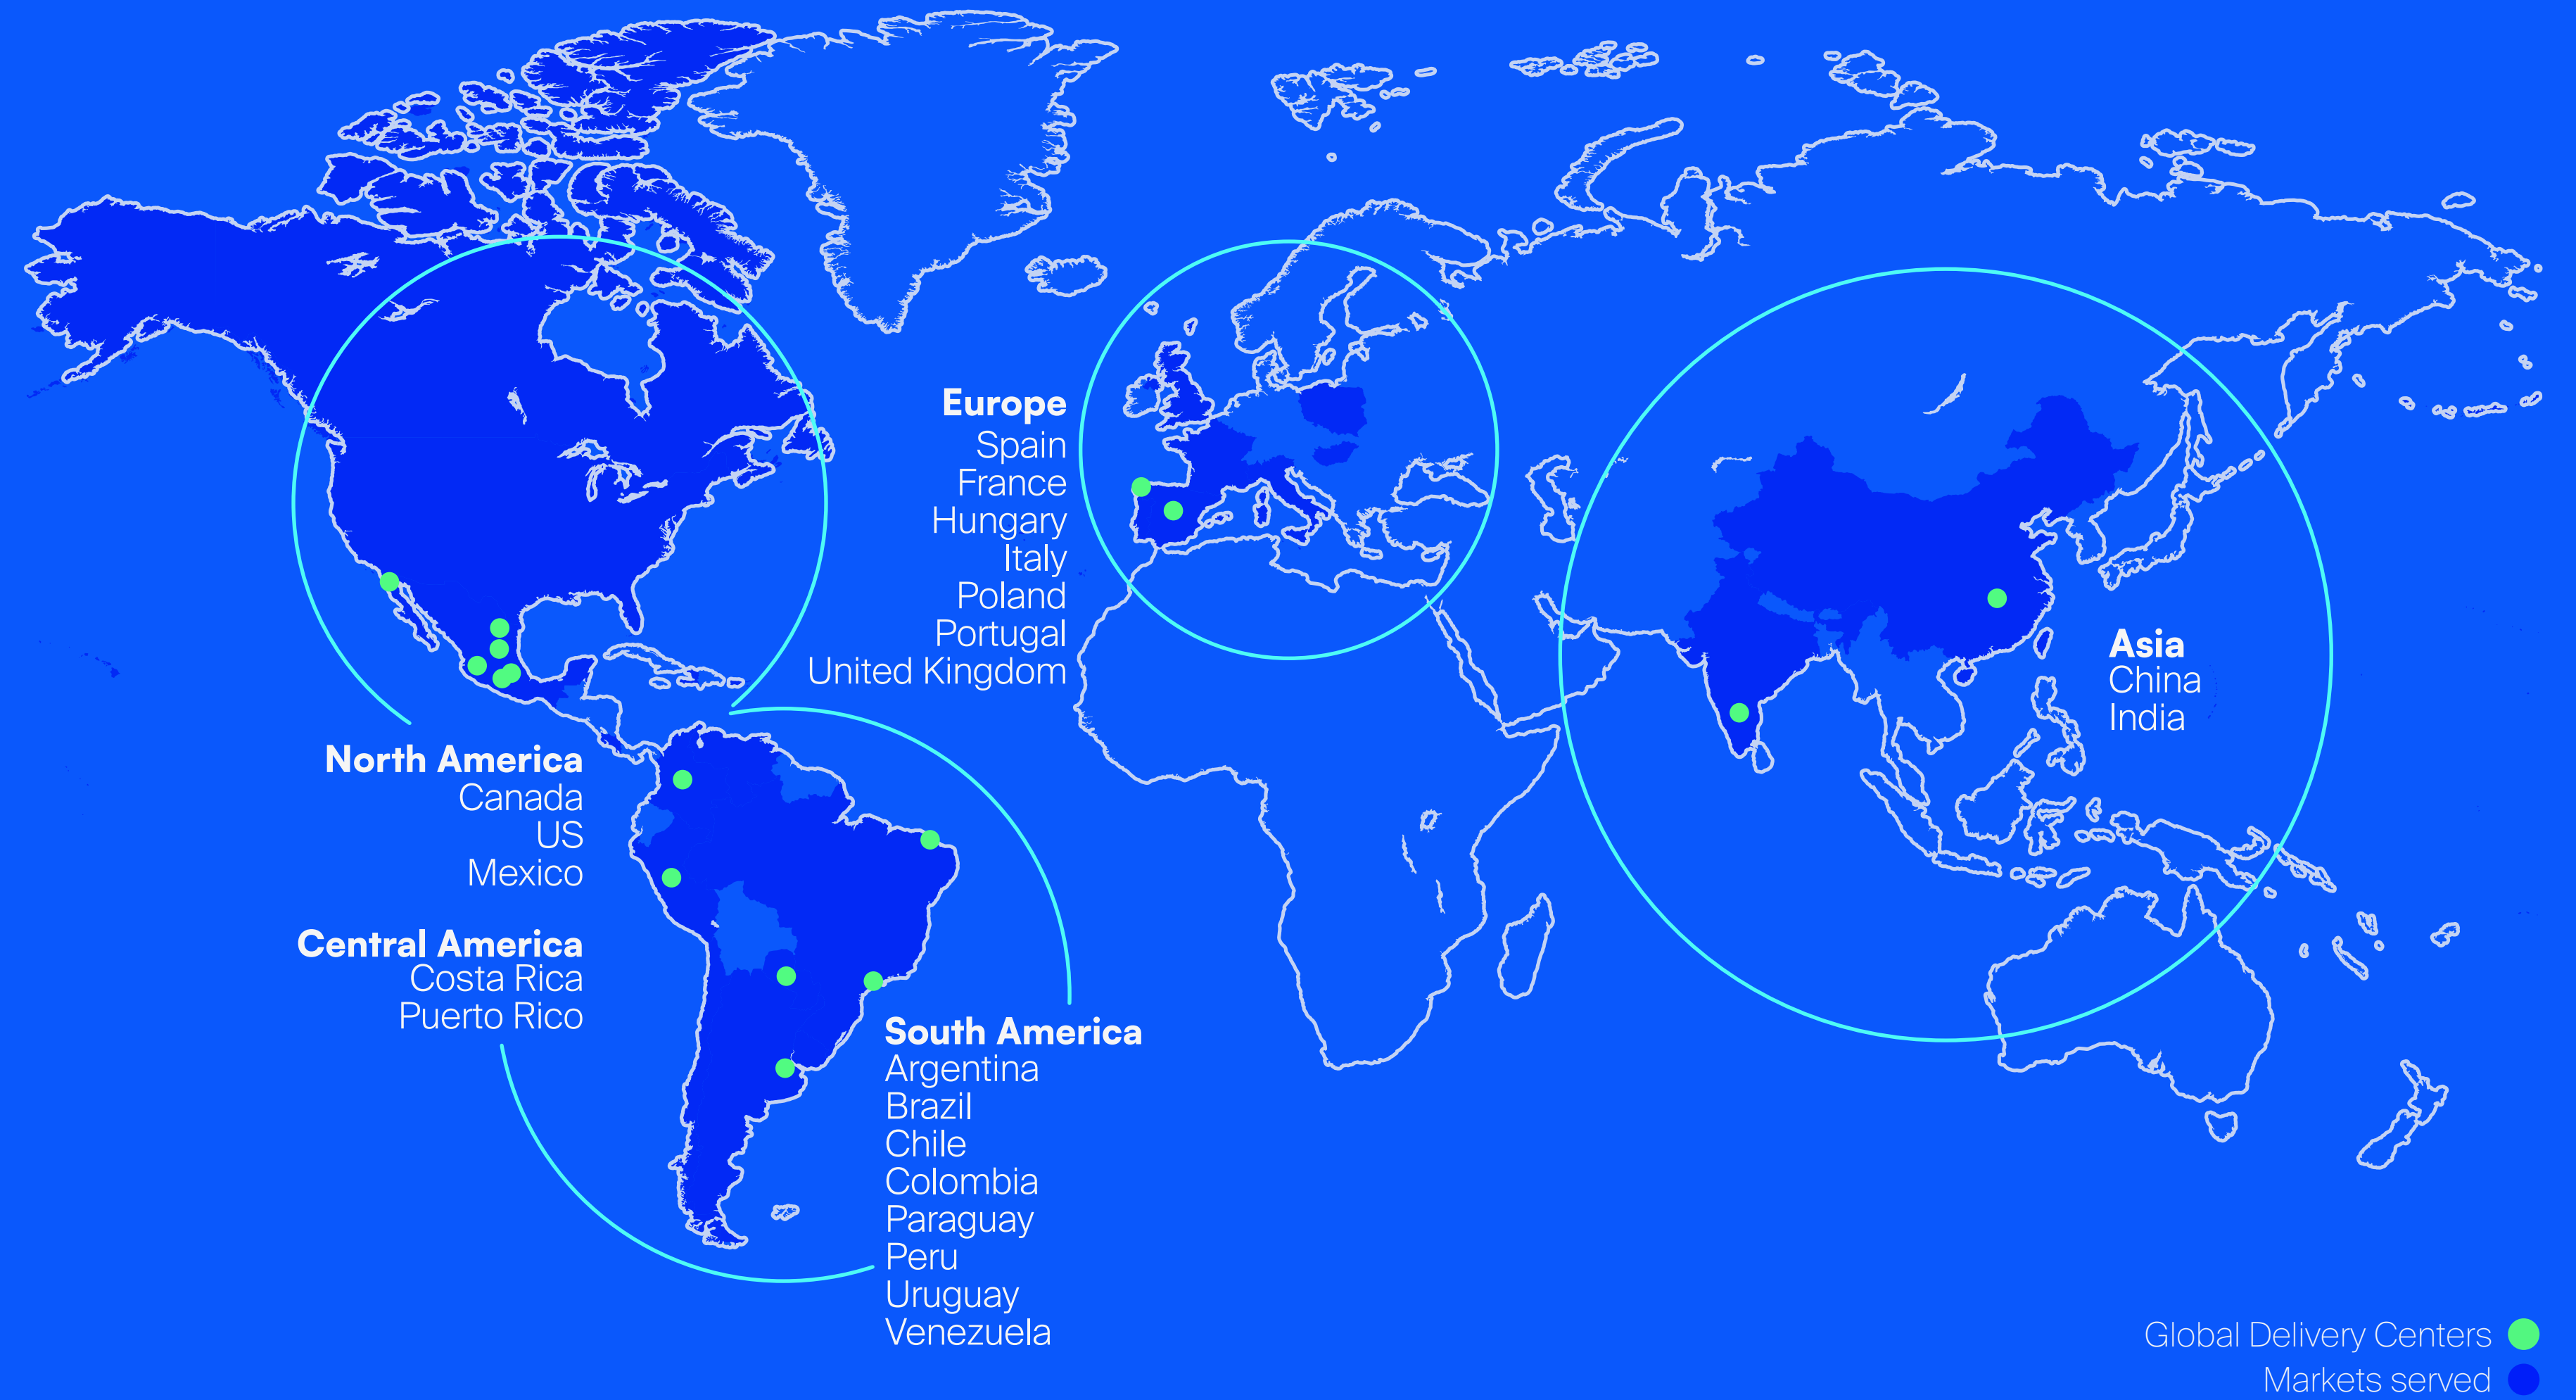 Europe
Spain
France
Hungary
Italy
Poland
Portugal
United Kingdom
Asia
China
India
North America
Canada
US
Mexico
Central America
Costa Rica
Puerto Rico
South America
Argentina
Brazil
Chile
Colombia
Paraguay
Peru
Uruguay
Venezuela
Global Delivery Centers
Markets served